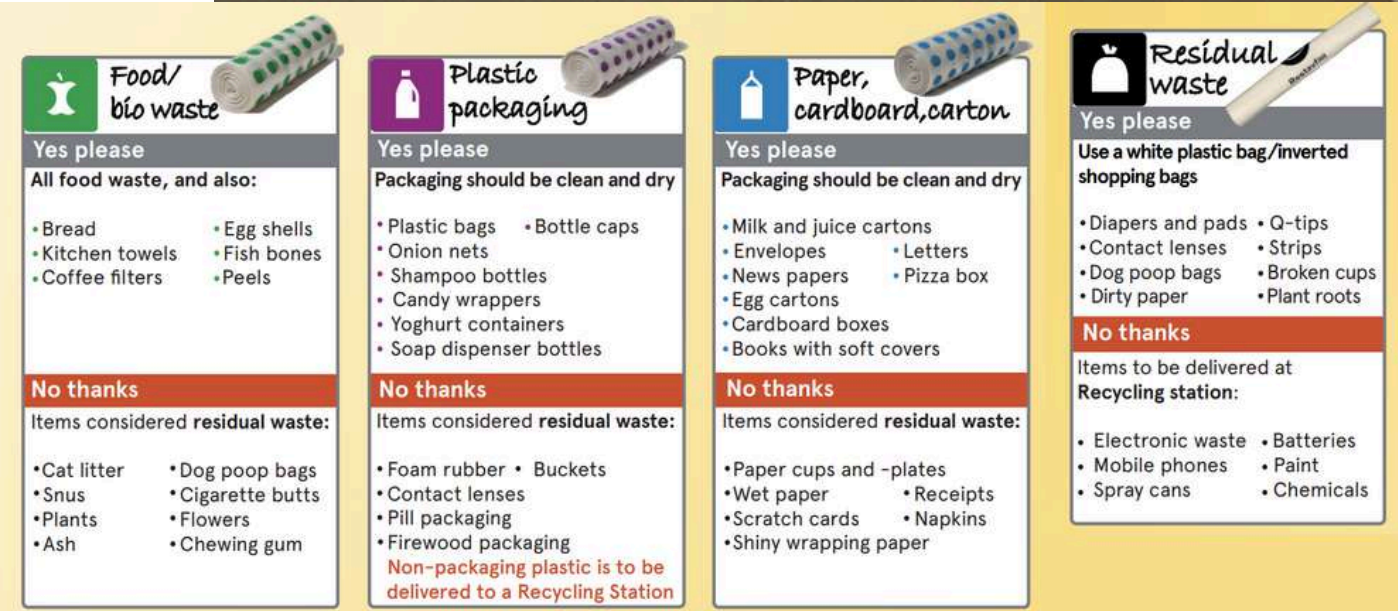 Food/
bio waste
Yes please
All food waste, and also:
• Bread
• Kitchen towels
• Coffee filters
• Egg shells
• Fish bones
• Peels
No thanks
Items considered residual waste:
• Cat litter
• Snus
• Plants
• Ash
• Dog poop bags
• Cigarette butts
• Flowers
• Chewing gum
Plastic
packaging
Yes please
Packaging should be clean and dry
• Plastic bags • Bottle caps
• Onion nets
• Shampoo bottles
• Candy wrappers
• Yoghurt containers
• Soap dispenser bottles
No thanks
Items considered residual waste:
• Foam rubber • Buckets
• Contact lenses
• Pill packaging
• Firewood packaging
Non-packaging plastic is to be
delivered to a Recycling Station
Paper,
cardboard,carton
Yes please
Packaging should be clean and dry
• Milk and juice cartons
• Envelopes • Letters
• News papers • Pizza box
• Egg cartons
• Cardboard boxes
• Books with soft covers
No thanks
Items considered residual waste:
• Paper cups and -plates
• Wet paper • Receipts
• Scratch cards • Napkins
• Shiny wrapping paper
Residual
waste
Restavfall
Yes please
Use a white plastic bag/inverted
shopping bags
• Diapers and pads • Q-tips
• Contact lenses • Strips
• Dog poop bags • Broken cups
• Dirty paper • Plant roots
No thanks
Items to be delivered at
Recycling station:
• Electronic waste • Batteries
• Mobile phones • Paint
• Spray cans • Chemicals